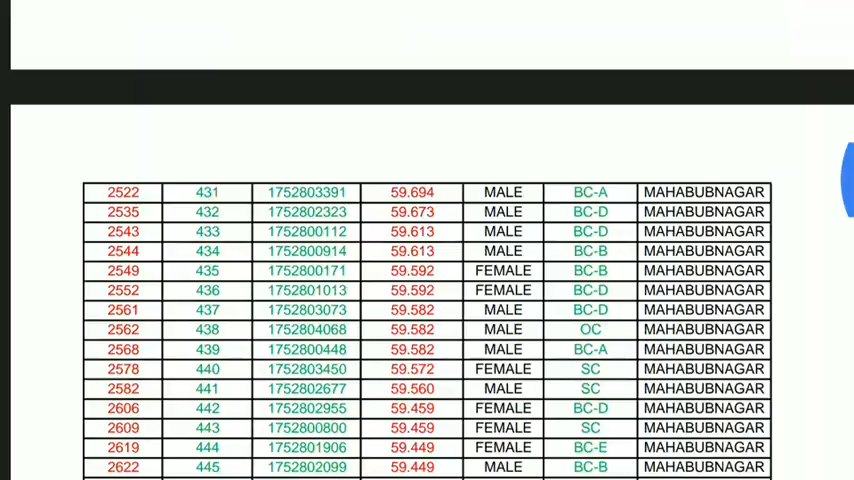 2522 431 1752803391 59.694 MALE BC-A MAHABUBNAGAR
2535 432 1752802323 59.673 MALE BC-D MAHABUBNAGAR
2543 433 1752800112 59.613 MALE BC-D MAHABUBNAGAR
2544 434 1752800914 59.613 MALE BC-B MAHABUBNAGAR
2549 435 1752800171 59.592 FEMALE BC-B MAHABUBNAGAR
2552 436 1752801013 59.592 FEMALE BC-D MAHABUBNAGAR
2561 437 1752803073 59.582 MALE BC-D MAHABUBNAGAR
2562 438 1752804068 59.582 MALE OC MAHABUBNAGAR
2568 439 1752800448 59.582 MALE BC-A MAHABUBNAGAR
2578 440 1752803450 59.572 FEMALE SC MAHABUBNAGAR
2582 441 1752802677 59.560 MALE SC MAHABUBNAGAR
2606 442 1752802955 59.459 FEMALE BC-D MAHABUBNAGAR
2609 443 1752800800 59.459 FEMALE SC MAHABUBNAGAR
2619 444 1752801906 59.449 FEMALE BC-E MAHABUBNAGAR
2622 445 1752802099 59.449 MALE BC-B MAHABUBNAGAR